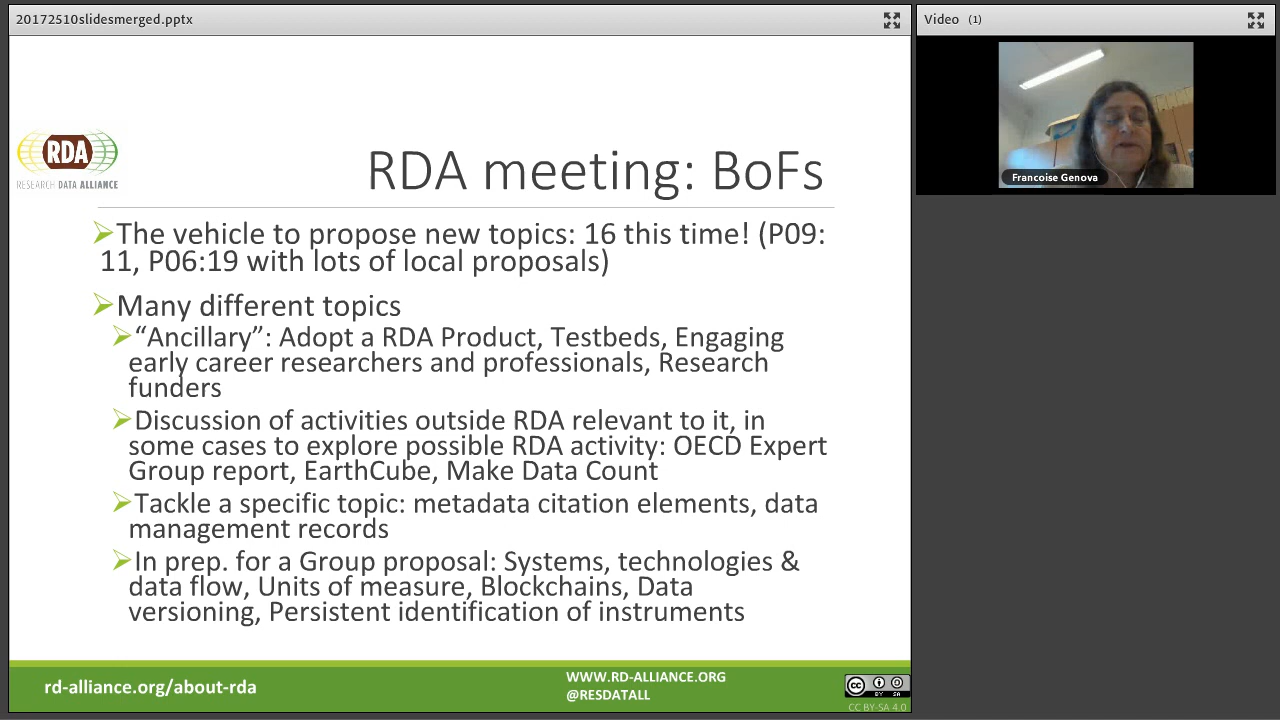 20172510slidesmerged.pptx
Video (1)
Francoise Genova
RDA
RESEARCH DATA ALLIANCE
RDA meeting: BoFs
The vehicle to propose new topics: 16 this time! (P09:
11, P06:19 with lots of local proposals)
Many different topics
“Ancillary”: Adopt a RDA Product, Testbeds, Engaging
early career researchers and professionals, Research
funders
Discussion of activities outside RDA relevant to it, in
some cases to explore possible RDA activity: OECD Expert
Group report, EarthCube, Make Data Count
Tackle a specific topic: metadata citation elements, data
management records
In prep. for a Group proposal: Systems, technologies &
data flow, Units of measure, Blockchains, Data
versioning, Persistent identification of instruments
rd-alliance.org/about-rda
WWW.RD-ALLIANCE.ORG
@RESDATALL
cc
BY SA
CC BY-SA 4.0